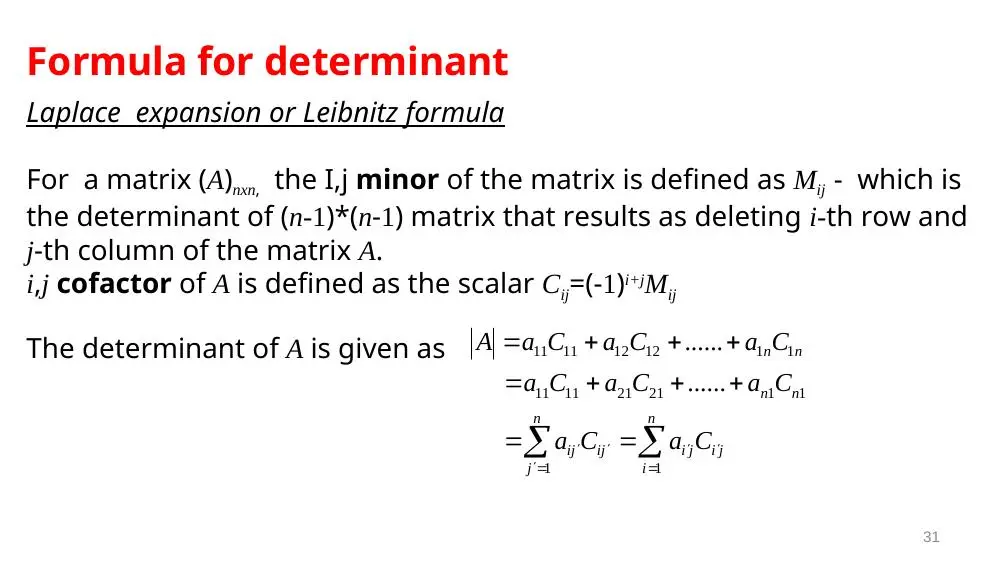 Formula for determinant
Laplace expansion or Leibnitz formula
For a matrix (A)nxn, the I,j minor of the matrix is defined as Mij - which is
the determinant of (n-1)*(n-1) matrix that results as deleting i-th row and
j-th column of the matrix A.
i,j cofactor of A is defined as the scalar Cij=(-1)i+jMij
The determinant of A is given as |A| =a11C11 + a12C12 + ...... + a1nC1n
=a11C11 + a21C21 + ...... + an1Cn1
= n∑j′=1 aij′Cij′ = n∑i=1 ai′jCi′j
31